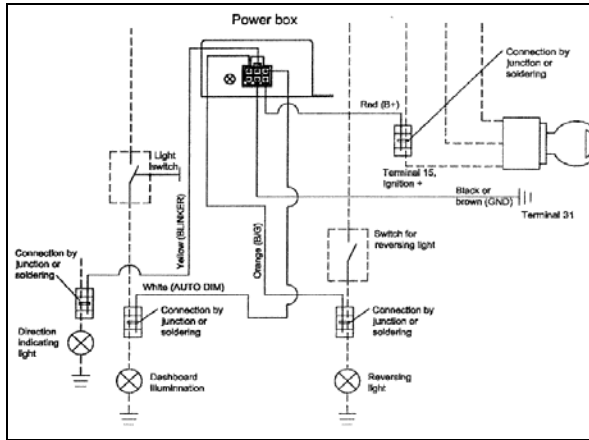 Power box
Connection by
junction or
soldering
Red (B+)
Light
switch
Terminal 15,
Ignition +
Black or
brown (GND)
Terminal 31
Yellow (BLINKER)
Orange (B/G)
Switch for
reversing light
Connection by
junction or
soldering
White (AUTO DIM)
Connection by
junction or
soldering
Connection by
junction or
soldering
Direction
indicating
light
Dashboard
Illumination
Reversing
light